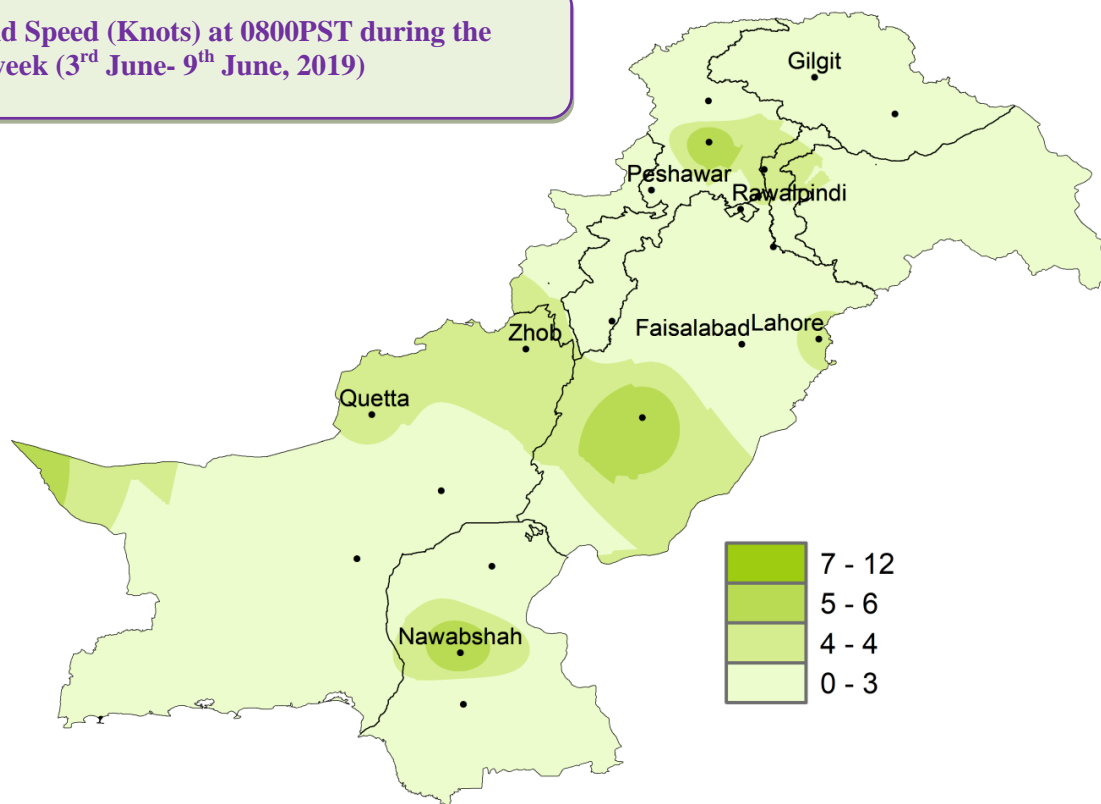 d Speed (Knots) at 0800PST during the
week (3rd June- 9th June, 2019)
Gilgit
Peshawar
Rawalpindi
Zhob
Faisalabad
Lahore
Quetta
Nawabshah
7 - 12
5 - 6
4 - 4
0 - 3